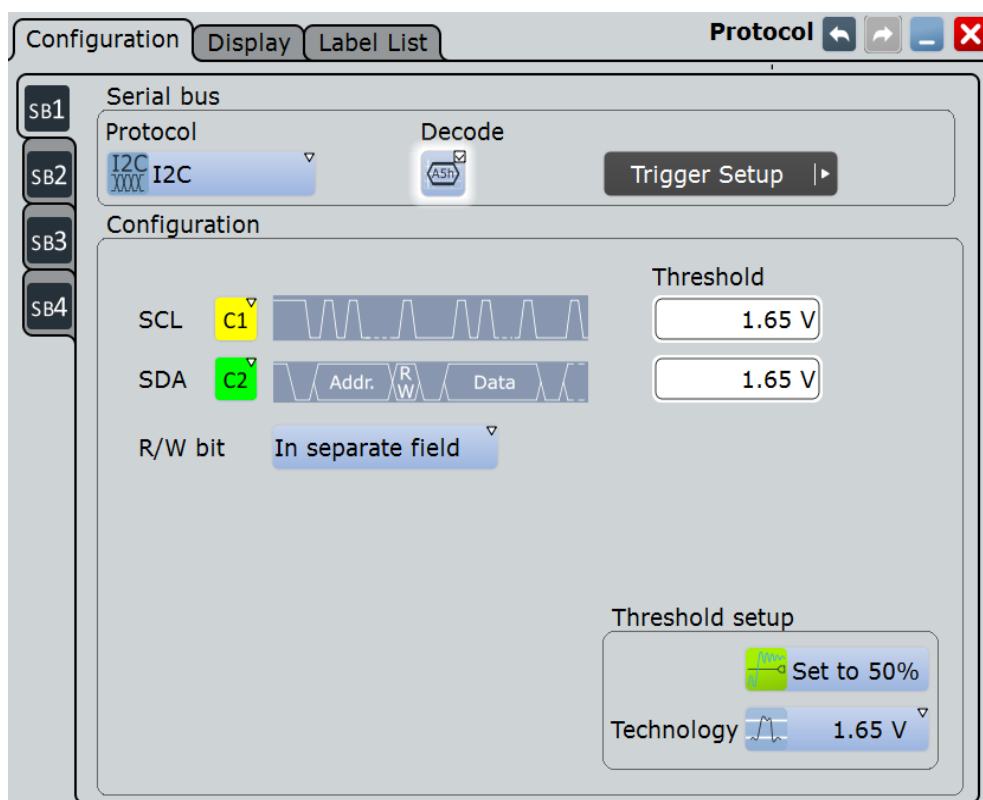 Configuration Display Label List Protocol
SB1
SB2
SB3
SB4
Serial bus
Protocol Decode
I2C I2C A5h Trigger Setup
Configuration
Threshold
SCL C1 1.65 V
SDA C2 Addr. R W Data 1.65 V
R/W bit In separate field
Threshold setup
Set to 50%
Technology 1.65 V